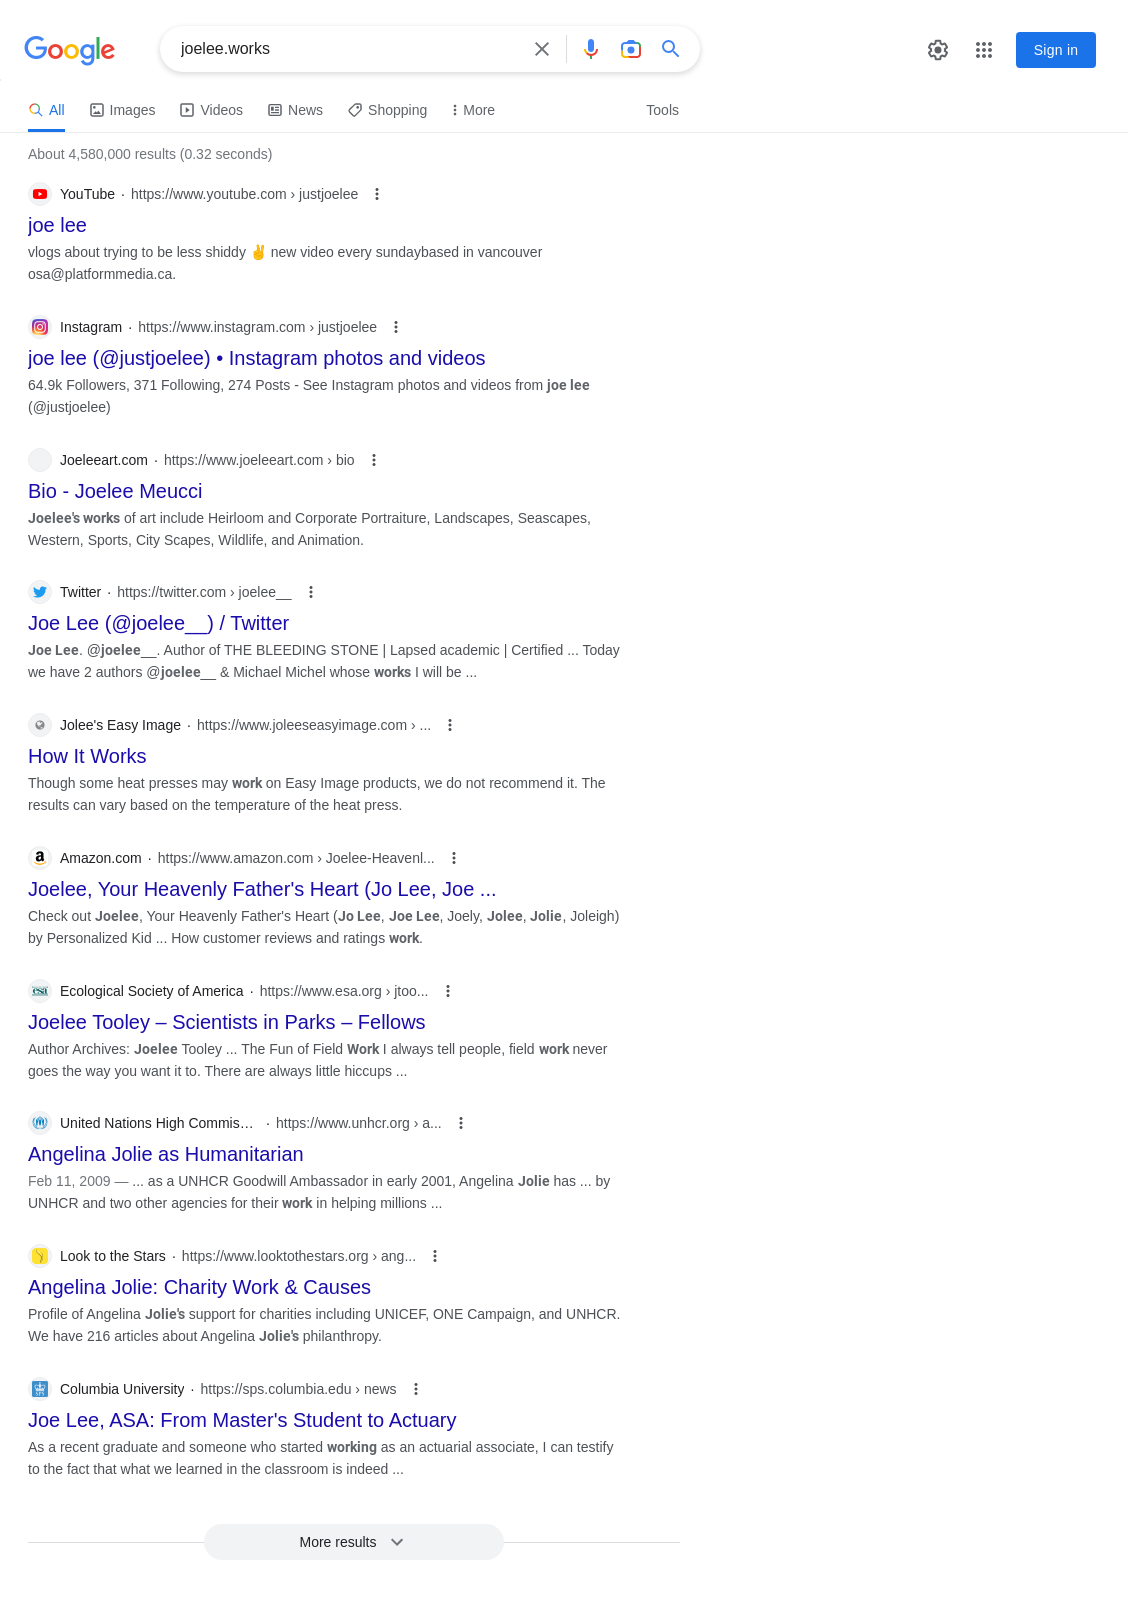 Google
joelee.works
Sign in
All Images Videos News Shopping More Tools
About 4,580,000 results (0.32 seconds)
YouTube · https://www.youtube.com › justjoelee
joe lee
vlogs about trying to be less shiddy ✌️ new video every sundaybased in vancouver
osa@platformmedia.ca.
Instagram · https://www.instagram.com › justjoelee
joe lee (@justjoelee) • Instagram photos and videos
64.9k Followers, 371 Following, 274 Posts - See Instagram photos and videos from joe lee
(@justjoelee)
Joeleeart.com · https://www.joeleeart.com › bio
Bio - Joelee Meucci
Joelee's works of art include Heirloom and Corporate Portraiture, Landscapes, Seascapes,
Western, Sports, City Scapes, Wildlife, and Animation.
Twitter · https://twitter.com › joelee__
Joe Lee (@joelee__) / Twitter
Joe Lee. @joelee__. Author of THE BLEEDING STONE | Lapsed academic | Certified ... Today
we have 2 authors @joelee__ & Michael Michel whose works I will be ...
Jolee's Easy Image · https://www.joleeseasyimage.com › ...
How It Works
Though some heat presses may work on Easy Image products, we do not recommend it. The
results can vary based on the temperature of the heat press.
Amazon.com · https://www.amazon.com › Joelee-Heavenl...
Joelee, Your Heavenly Father's Heart (Jo Lee, Joe ...
Check out Joelee, Your Heavenly Father's Heart (Jo Lee, Joe Lee, Joely, Jolee, Jolie, Joleigh)
by Personalized Kid ... How customer reviews and ratings work.
esa
Ecological Society of America · https://www.esa.org › jtoo...
Joelee Tooley – Scientists in Parks – Fellows
Author Archives: Joelee Tooley ... The Fun of Field Work I always tell people, field work never
goes the way you want it to. There are always little hiccups ...
United Nations High Commis… · https://www.unhcr.org › a...
Angelina Jolie as Humanitarian
Feb 11, 2009 — ... as a UNHCR Goodwill Ambassador in early 2001, Angelina Jolie has ... by
UNHCR and two other agencies for their work in helping millions ...
Look to the Stars · https://www.looktothestars.org › ang...
Angelina Jolie: Charity Work & Causes
Profile of Angelina Jolie's support for charities including UNICEF, ONE Campaign, and UNHCR.
We have 216 articles about Angelina Jolie's philanthropy.
Columbia University · https://sps.columbia.edu › news
Joe Lee, ASA: From Master's Student to Actuary
As a recent graduate and someone who started working as an actuarial associate, I can testify
to the fact that what we learned in the classroom is indeed ...
More results